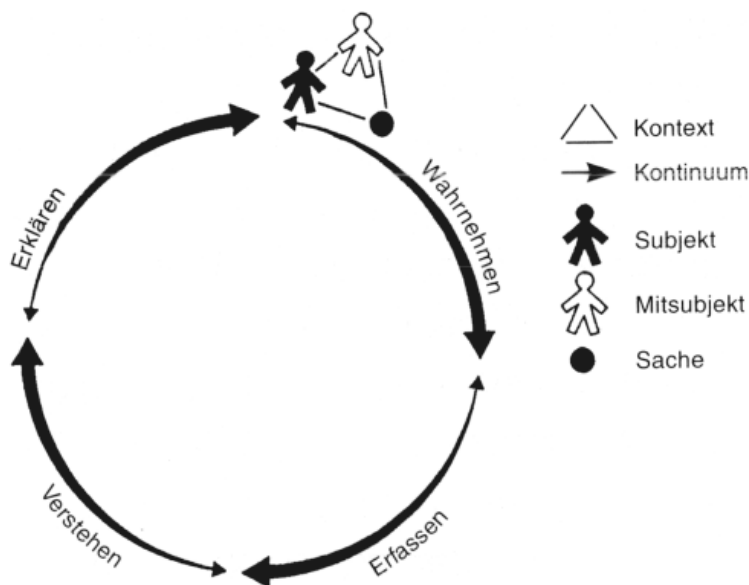 Wahrnehmen
Erfassen
Verstehen
Erklären
Kontext
Kontinuum
Subjekt
Mitsubjekt
Sache